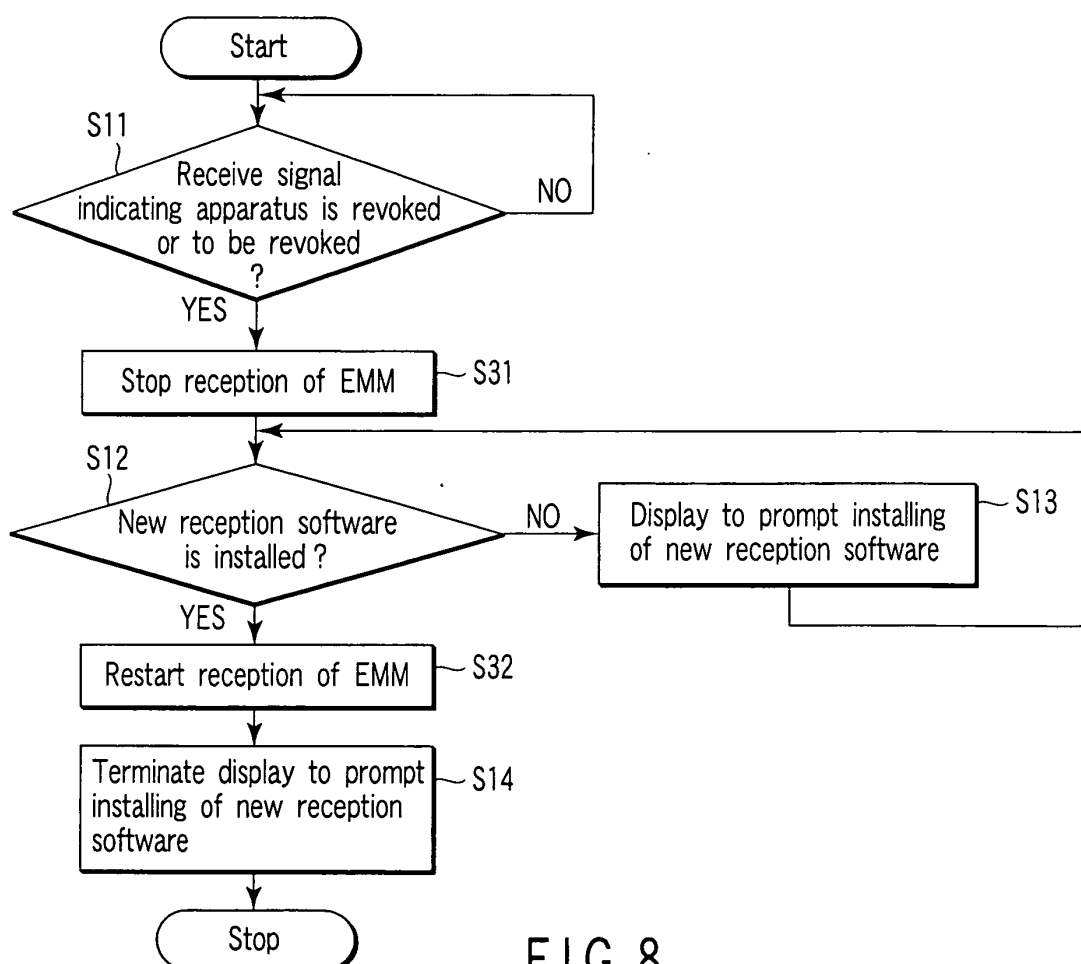 Start
S11
Receive signal
indicating apparatus is revoked
or to be revoked
?
NO
YES
Stop reception of EMM
S31
S12
New reception software
is installed ?
NO
Display to prompt installing
of new reception software
S13
YES
Restart reception of EMM
S32
Terminate display to prompt
installing of new reception
software
S14
Stop
FIG. 8